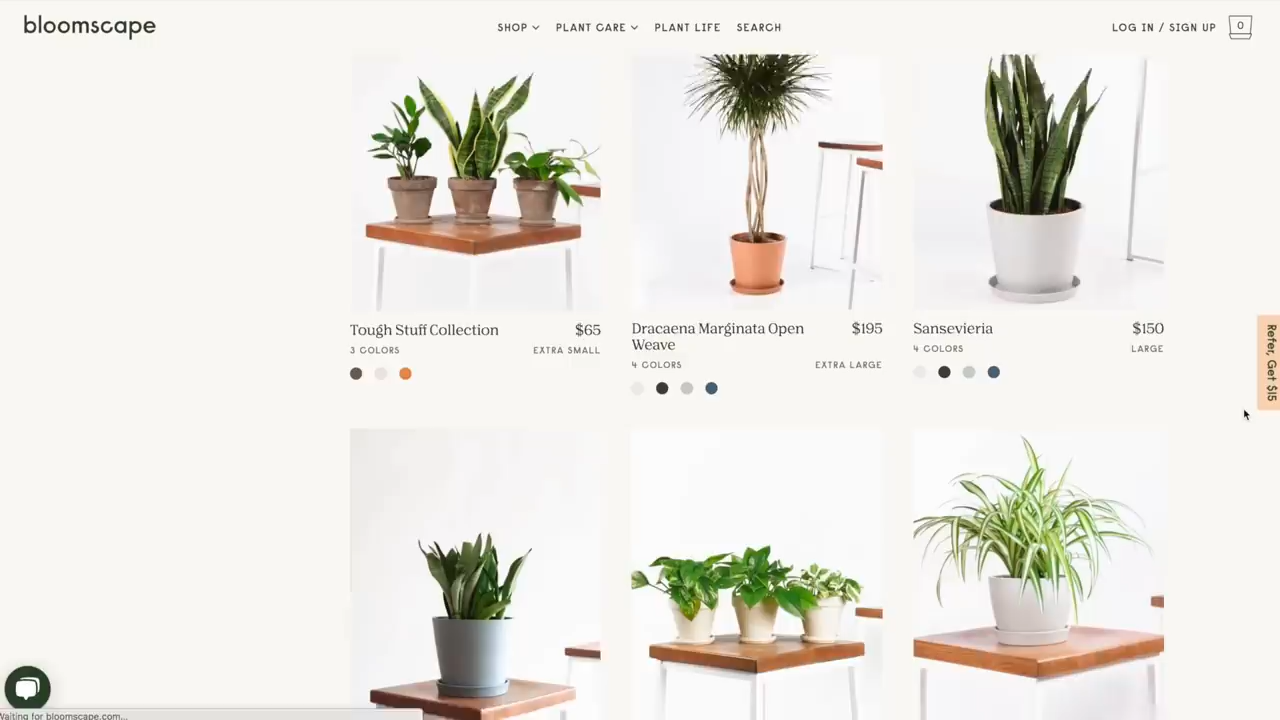 bloomscape
SHOP PLANT CARE PLANT LIFE SEARCH
LOG IN / SIGN UP 0
Tough Stuff Collection $65
3 COLORS EXTRA SMALL
Dracaena Marginata Open Weave $195
4 COLORS EXTRA LARGE
Sansevieria $150
4 COLORS LARGE
Refer, Get $15
Waiting for bloomscape.com...